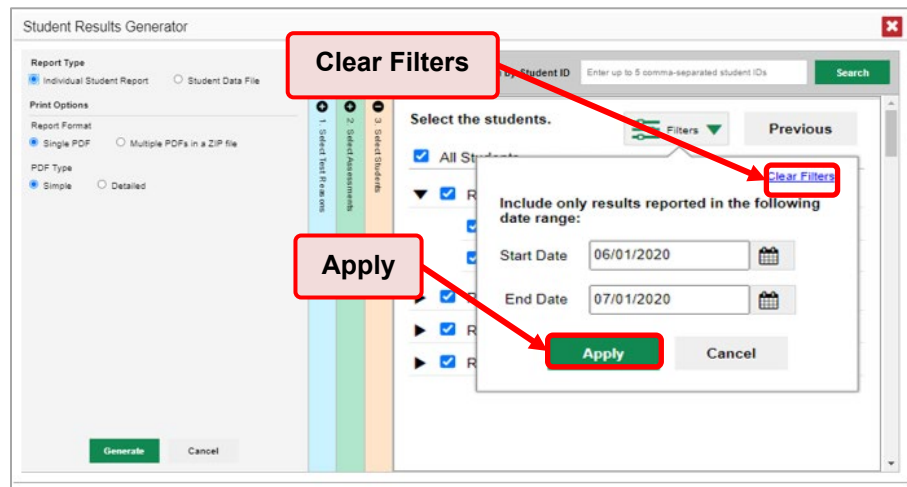 Student Results Generator
Report Type
Individual Student Report Student Data File
Print Options
Report Format
Single PDF Multiple PDFs in a ZIP file
PDF Type
Simple Detailed
Generate Cancel
1. Select Test Reasons
2. Select Assessments
3. Select Students
Clear Filters
by Student ID Enter up to 5 comma-separated student IDs Search
Select the students. Filters Previous
All Students
Clear Filters
R
Include only results reported in the following
date range:
Start Date 06/01/2020
Apply
End Date 07/01/2020
R
R
Apply Cancel
R